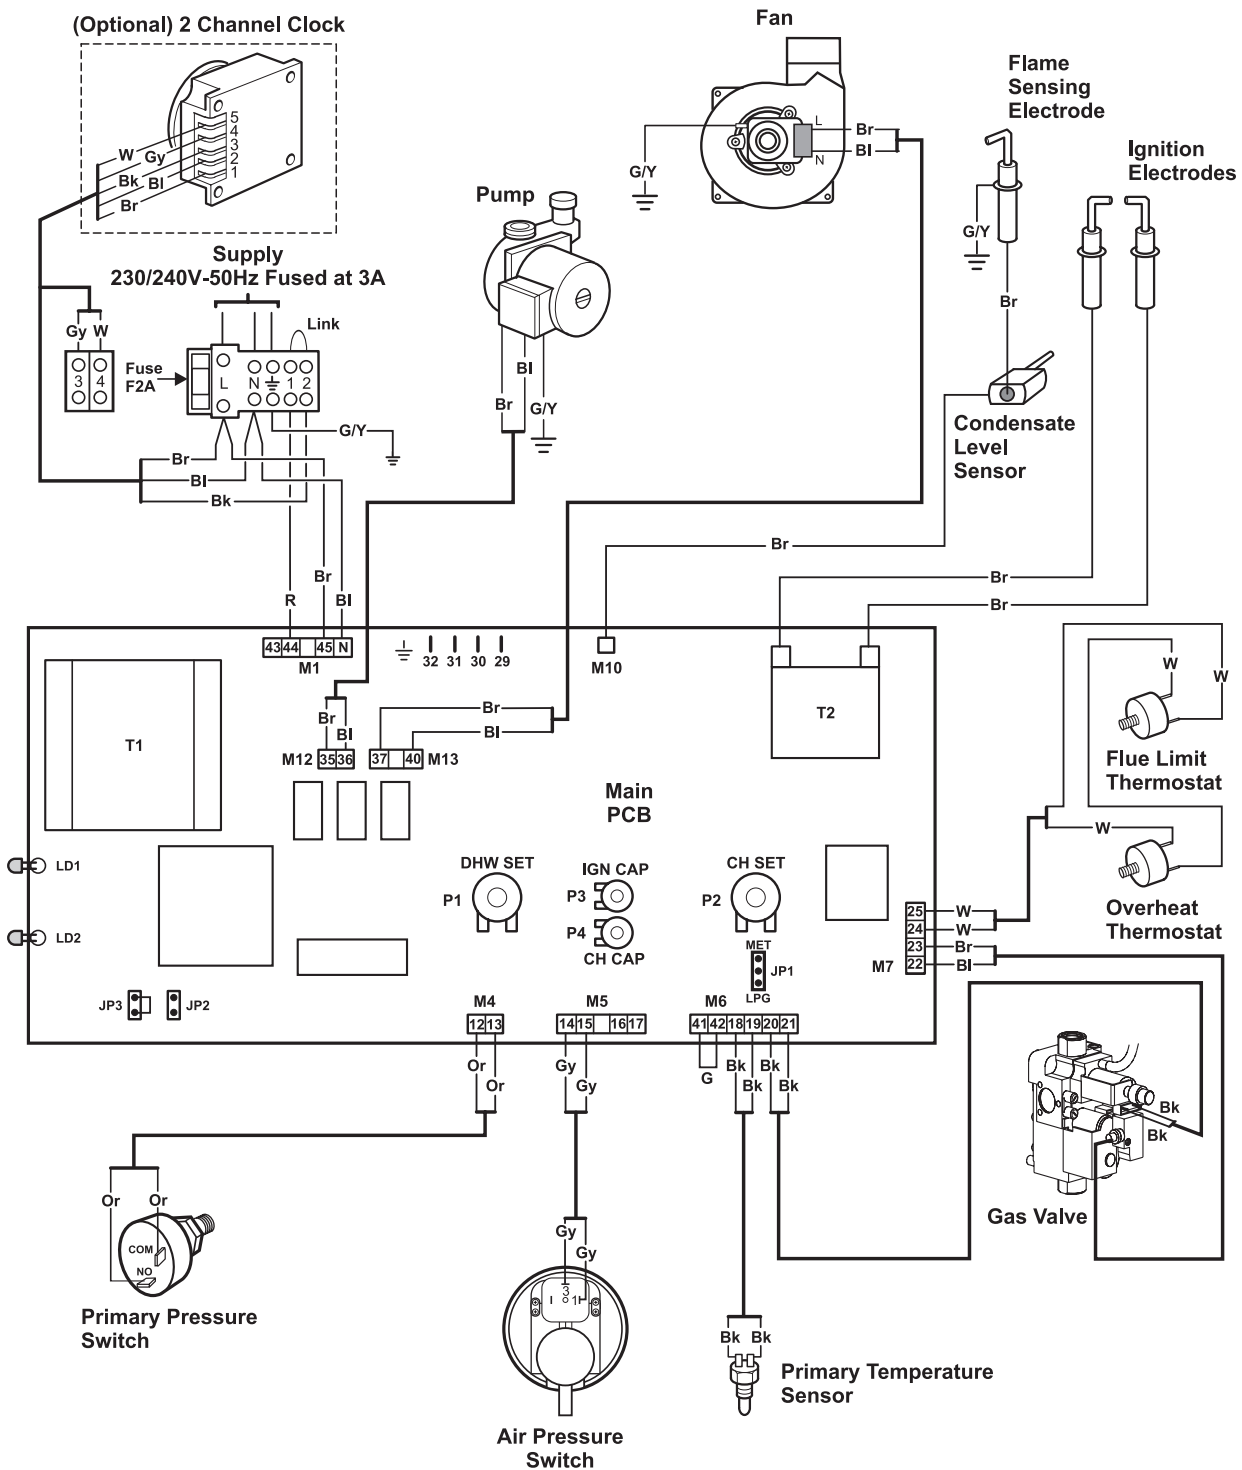 (Optional) 2 Channel Clock
5
4
3
2
1
W
Gy
Bk
Bl
Br
Fan
L
N
Br
Bl
G/Y
Flame
Sensing
Electrode
G/Y
Br
Ignition
Electrodes
Pump
Bl
Br
G/Y
Supply
230/240V-50Hz Fused at 3A
Link
Gy W
3 4
Fuse
F2A
L N 1 2
G/Y
Br
Bl
Bk
Condensate
Level
Sensor
Br
Br
Br
R
Br
Bl
43 44 45 N
M1
32 31 30 29
M10
T1
T2
Br
Bl
Br
Bl
M12 35 36
37 40 M13
W
W
Flue Limit
Thermostat
Main
PCB
W
Overheat
Thermostat
LD1
LD2
DHW SET
P1
IGN CAP
P3
P4
CH CAP
CH SET
P2
MET
JP1
LPG
25 W
24 W
23 Br
22 Bl
M7
JP3
JP2
M4
12 13
M5
14 15 16 17
M6
41 42 18 19 20 21
Or
Or
Gy
Gy
G
Bk
Bk
Bk
Bk
Bk
Bk
Gas Valve
Or
Or
COM
NO
Primary Pressure
Switch
Gy
Gy
3
1
Air Pressure
Switch
Bk Bk
Primary Temperature
Sensor